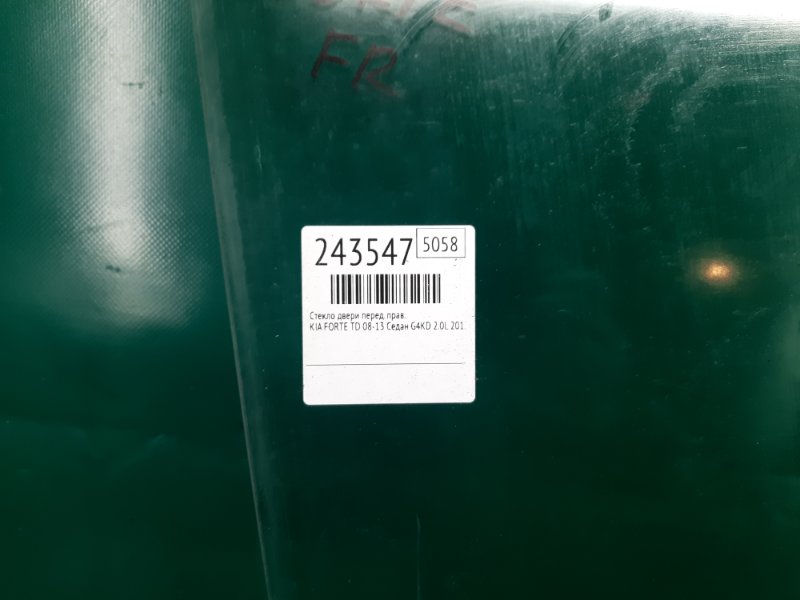 FR
243547 5058
Стекло двери перед. прав.
KIA FORTE TD 08-13 Седан G4KD 2.0L 201